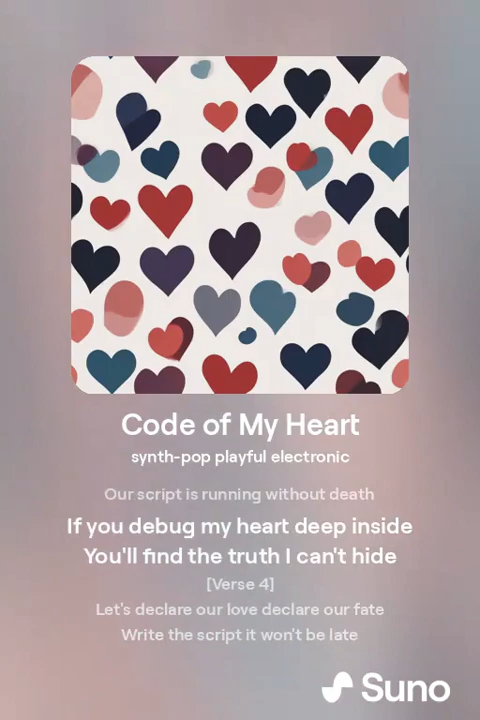 Code of My Heart
synth-pop playful electronic
Our script is running without death
If you debug my heart deep inside
You'll find the truth I can't hide
[Verse 4]
Let's declare our love declare our fate
Write the script it won't be late
Suno